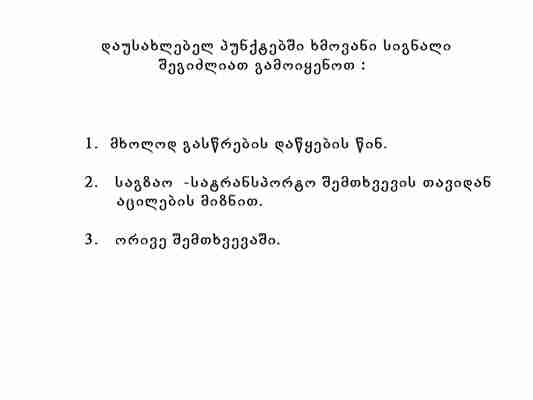 დაუსახლებელ პუნქტებში ხმოვანი სიგნალი
შეგიძლიათ გამოიყენოთ :
1. მხოლოდ გასწრების დაწყების წინ.
2. საგზაო -სატრანსპორტო შემთხვევის თავიდან
აცილების მიზნით.
3. ორივე შემთხვევაში.